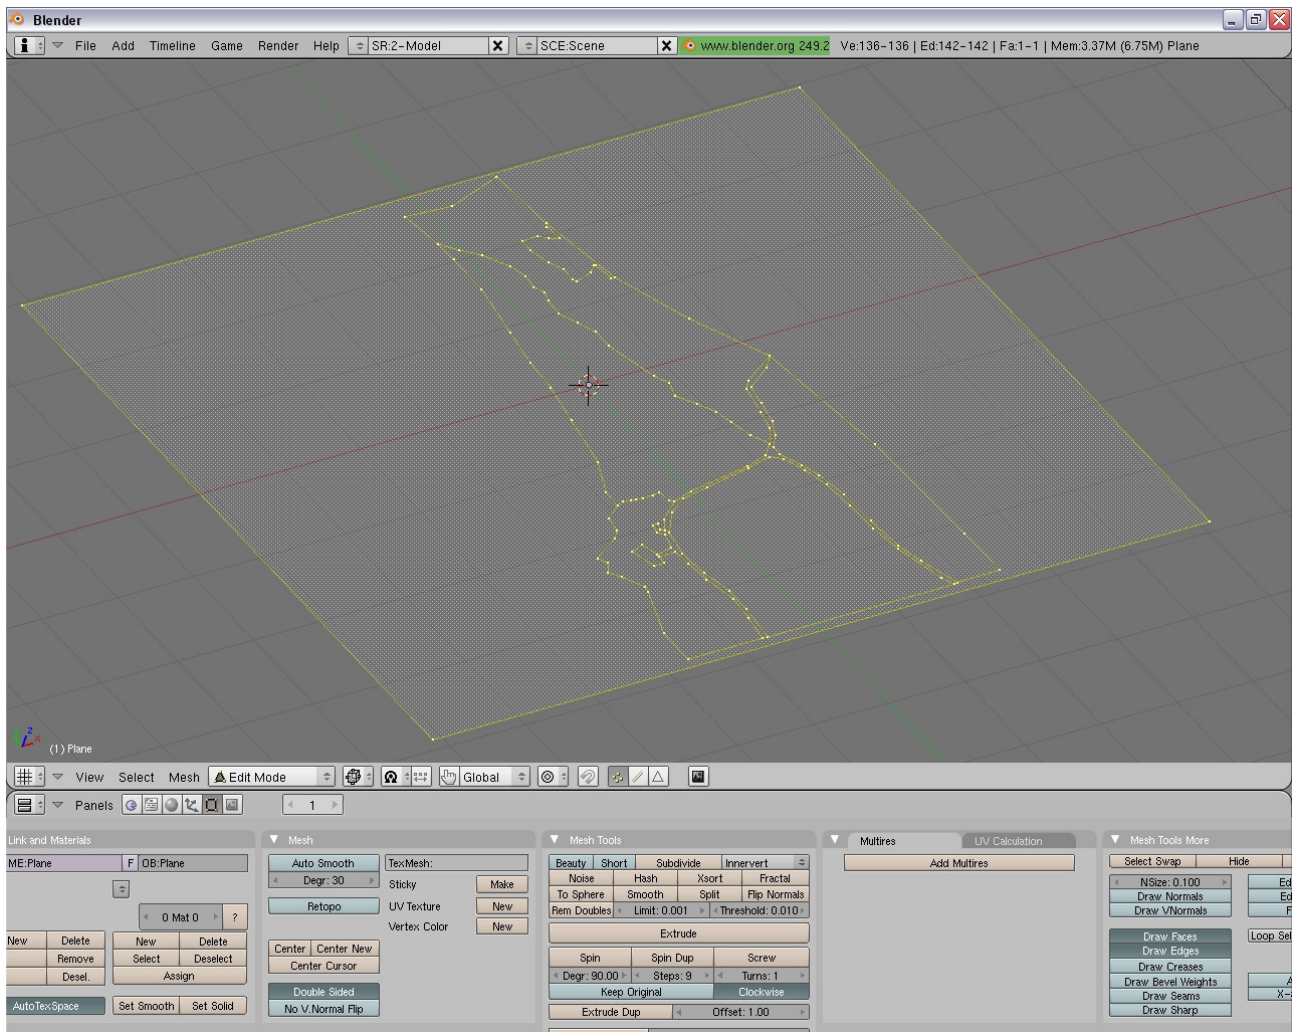 Blender
File Add Timeline Game Render Help SR:2-Model SCE:Scene www.blender.org 249.2 Ve:136-136 | Ed:142-142 | Fa:1-1 | Mem:3.37M (6.75M) Plane
z
x
(1) Plane
View Select Mesh Edit Mode Global
Panels 1
Link and Materials Mesh Mesh Tools Multires UV Calculation Mesh Tools More
ME:Plane F OB:Plane Auto Smooth TexMesh: Beauty Short Subdivide Innervert Add Multires Select Swap Hide
Degr: 30 Sticky Make Noise Hash Xsort Fractal NSize: 0.100 Ed
To Sphere Smooth Split Flip Normals Draw Normals Ed
0 Mat 0 ? Retopo UV Texture New Rem Doubles Limit: 0.001 Threshold: 0.010 Draw VNormals F
Vertex Color New Extrude
New Delete New Delete Draw Faces Loop Sel
Remove Select Deselect Center Center New Spin Spin Dup Screw Draw Edges
Desel. Assign Center Cursor Degr: 90.00 Steps: 9 Turns: 1 Draw Creases
Double Sided Keep Original Clockwise Draw Bevel Weights A
AutoTexSpace Set Smooth Set Solid No V.Normal Flip Extrude Dup Offset: 1.00 Draw Seams X-
Draw Sharp